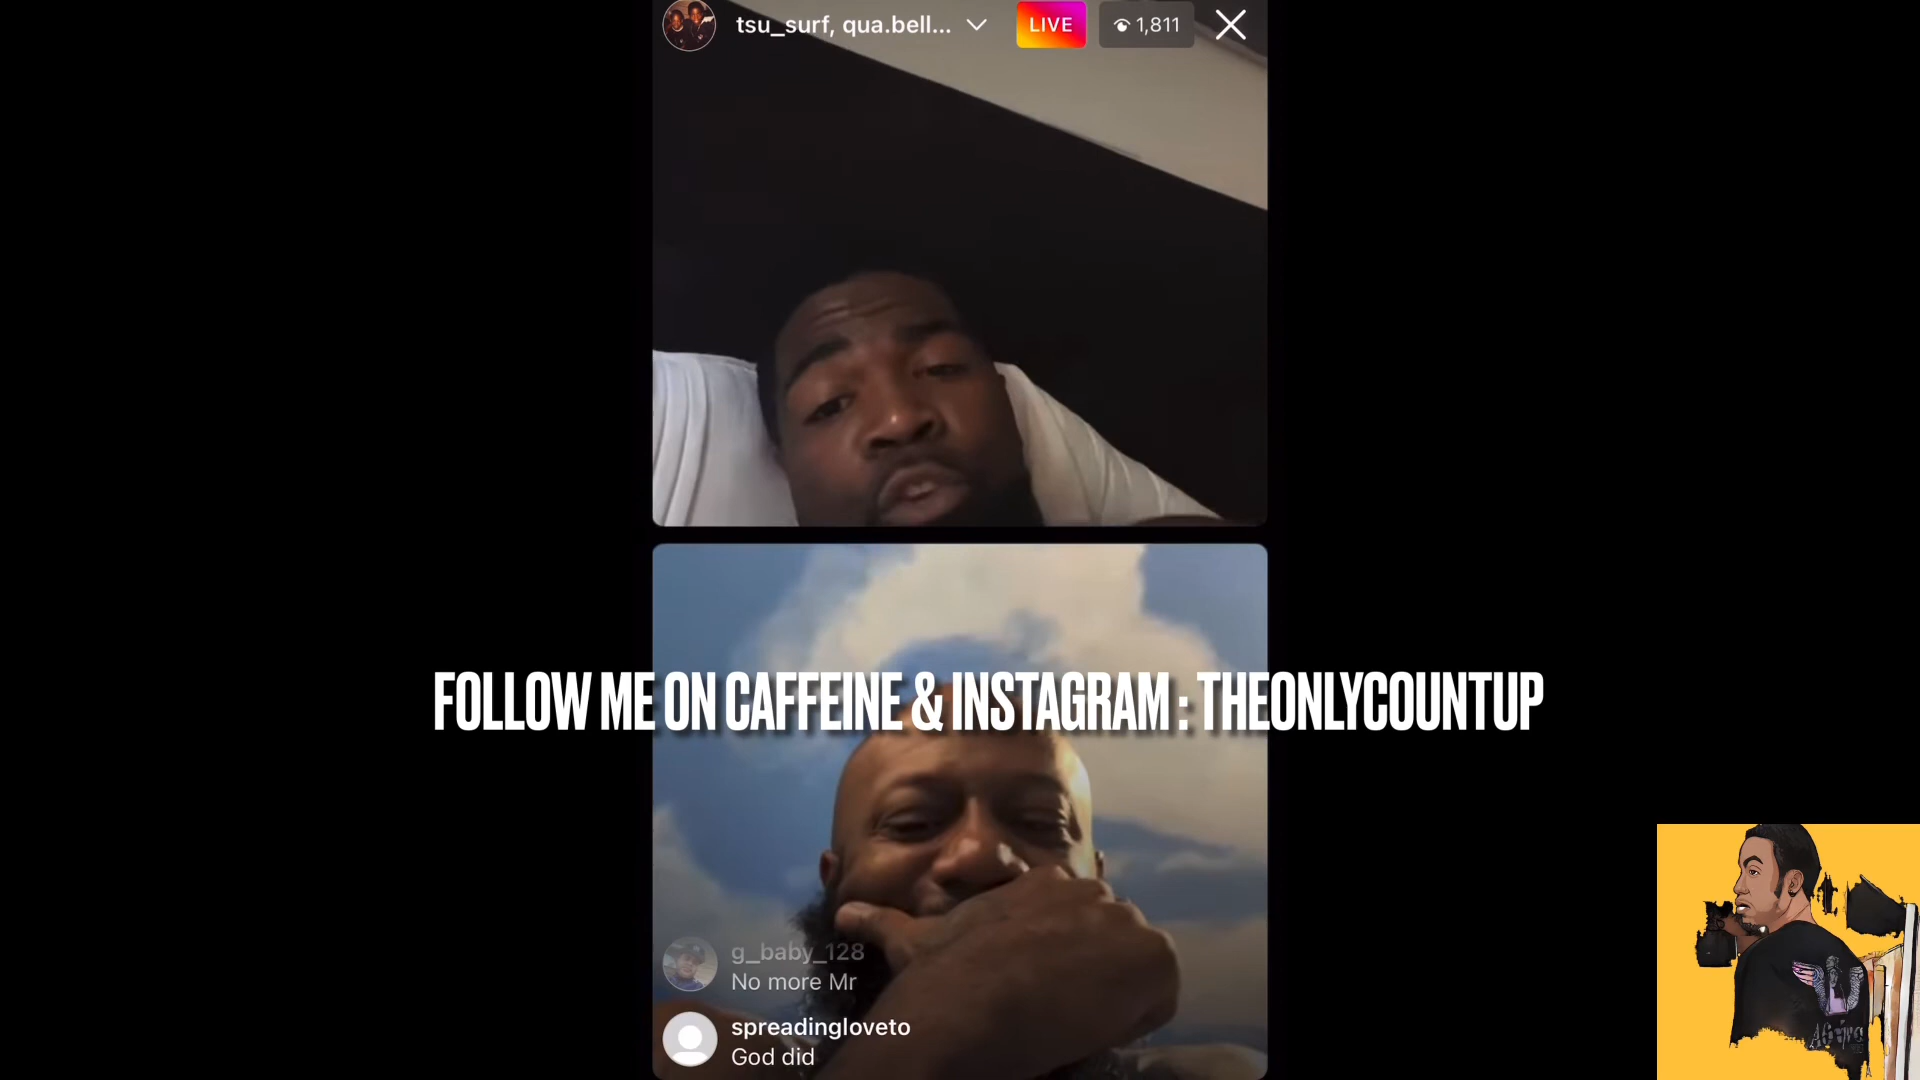 tsu_surf, qua.bell...
LIVE
1,811
FOLLOW ME ON CAFFEINE & INSTAGRAM : THEONLYCOUNTUP
g_baby_128
No more Mr
spreadingloveto
God did